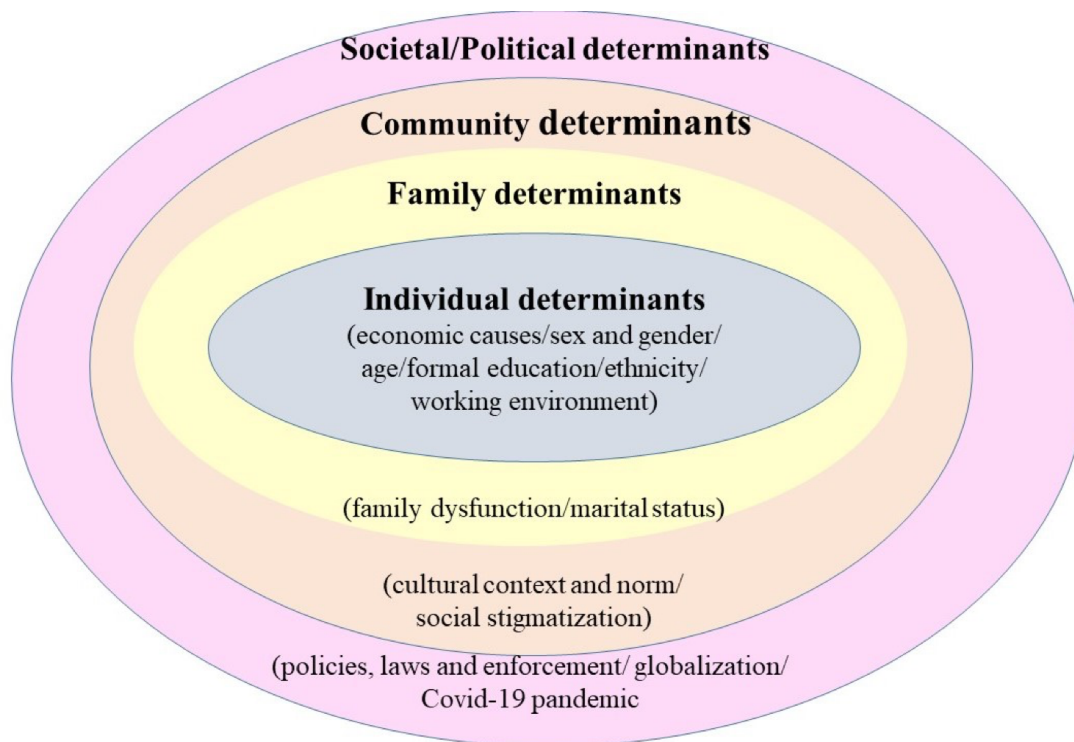 Societal/Political determinants
Community determinants
Family determinants
Individual determinants
(economic causes/sex and gender/
age/formal education/ethnicity/
working environment)
(family dysfunction/marital status)
(cultural context and norm/
social stigmatization)
(policies, laws and enforcement/ globalization/
Covid-19 pandemic